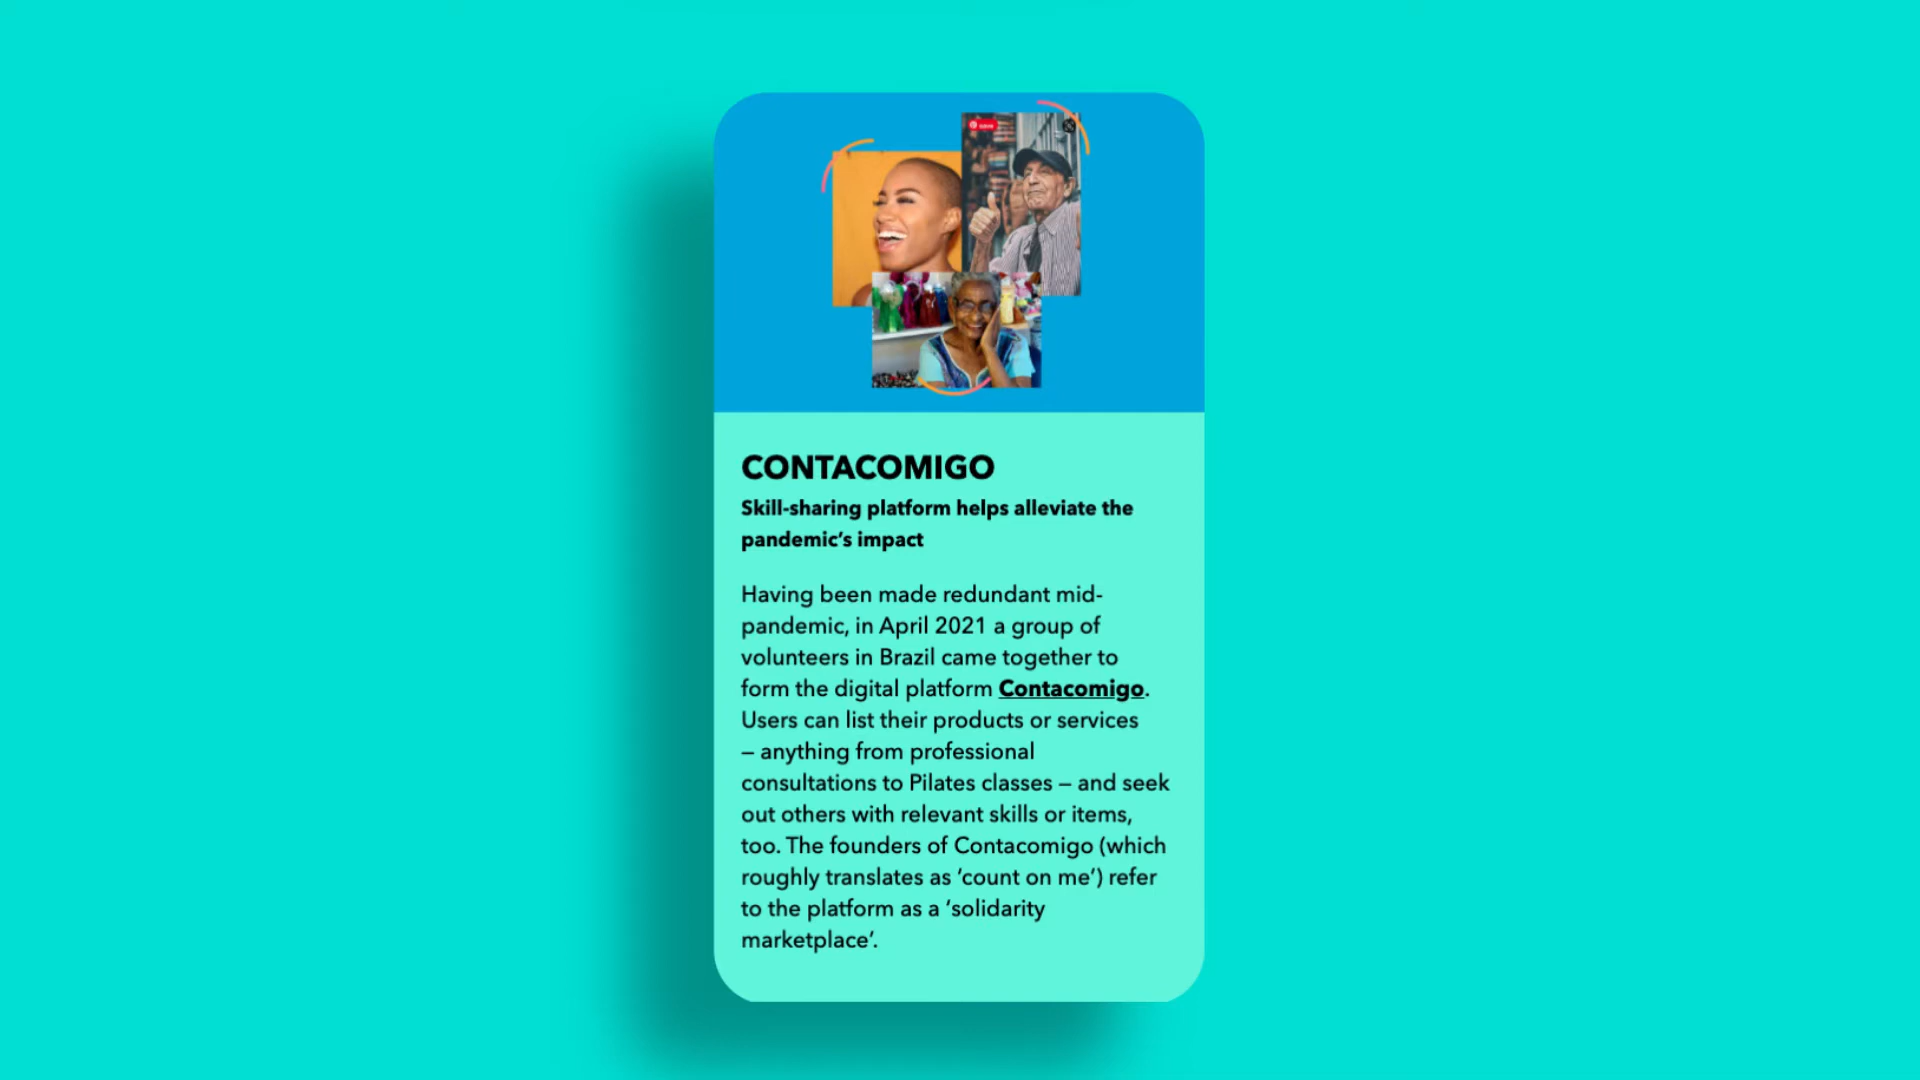 save
CONTACOMIGO
Skill-sharing platform helps alleviate the
pandemic’s impact
Having been made redundant mid-
pandemic, in April 2021 a group of
volunteers in Brazil came together to
form the digital platform Contacomigo.
Users can list their products or services
– anything from professional
consultations to Pilates classes – and seek
out others with relevant skills or items,
too. The founders of Contacomigo (which
roughly translates as ‘count on me’) refer
to the platform as a ‘solidarity
marketplace’.